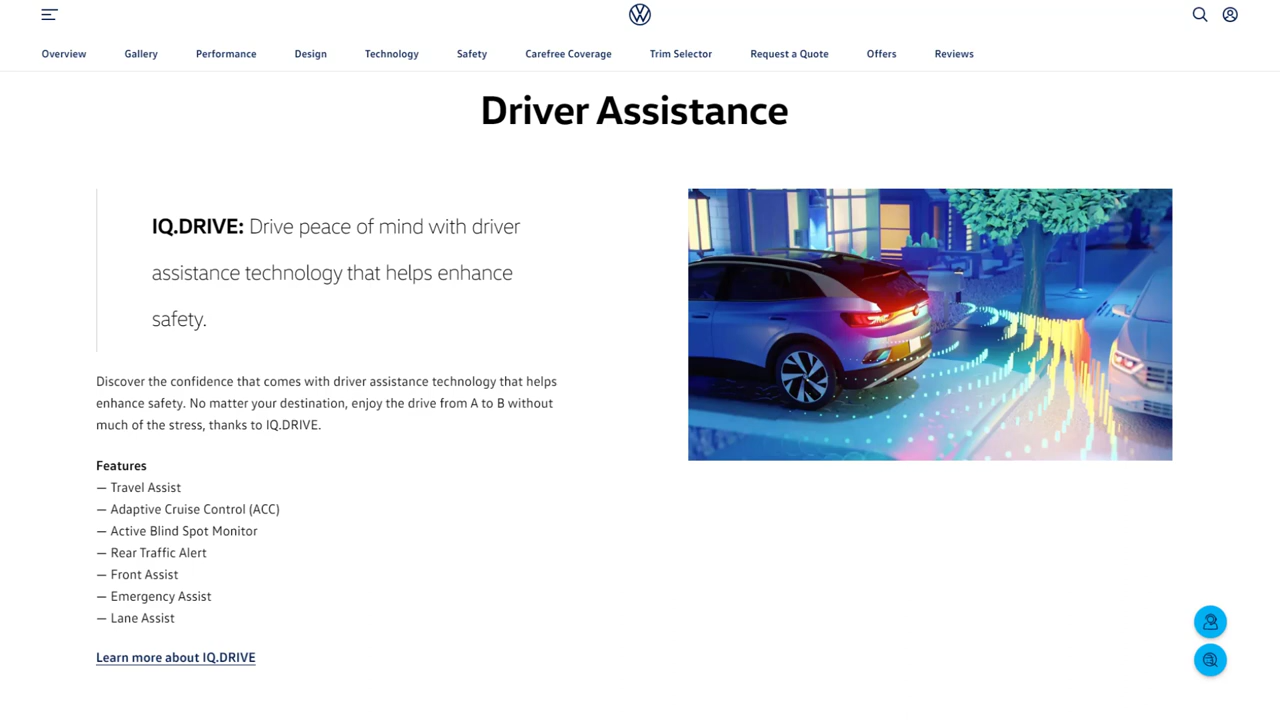 Overview Gallery Performance Design Technology Safety Carefree Coverage Trim Selector Request a Quote Offers Reviews
Driver Assistance
IQ.DRIVE: Drive peace of mind with driver
assistance technology that helps enhance
safety.
Discover the confidence that comes with driver assistance technology that helps
enhance safety. No matter your destination, enjoy the drive from A to B without
much of the stress, thanks to IQ.DRIVE.
Features
— Travel Assist
— Adaptive Cruise Control (ACC)
— Active Blind Spot Monitor
— Rear Traffic Alert
— Front Assist
— Emergency Assist
— Lane Assist
Learn more about IQ.DRIVE